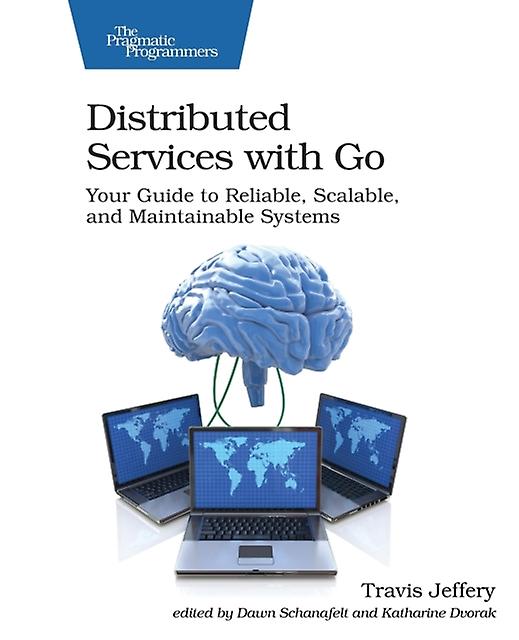 The
Pragmatic
Programmers
Distributed
Services with Go
Your Guide to Reliable, Scalable,
and Maintainable Systems
Travis Jeffery
edited by Dawn Schanafelt and Katharine Dvorak